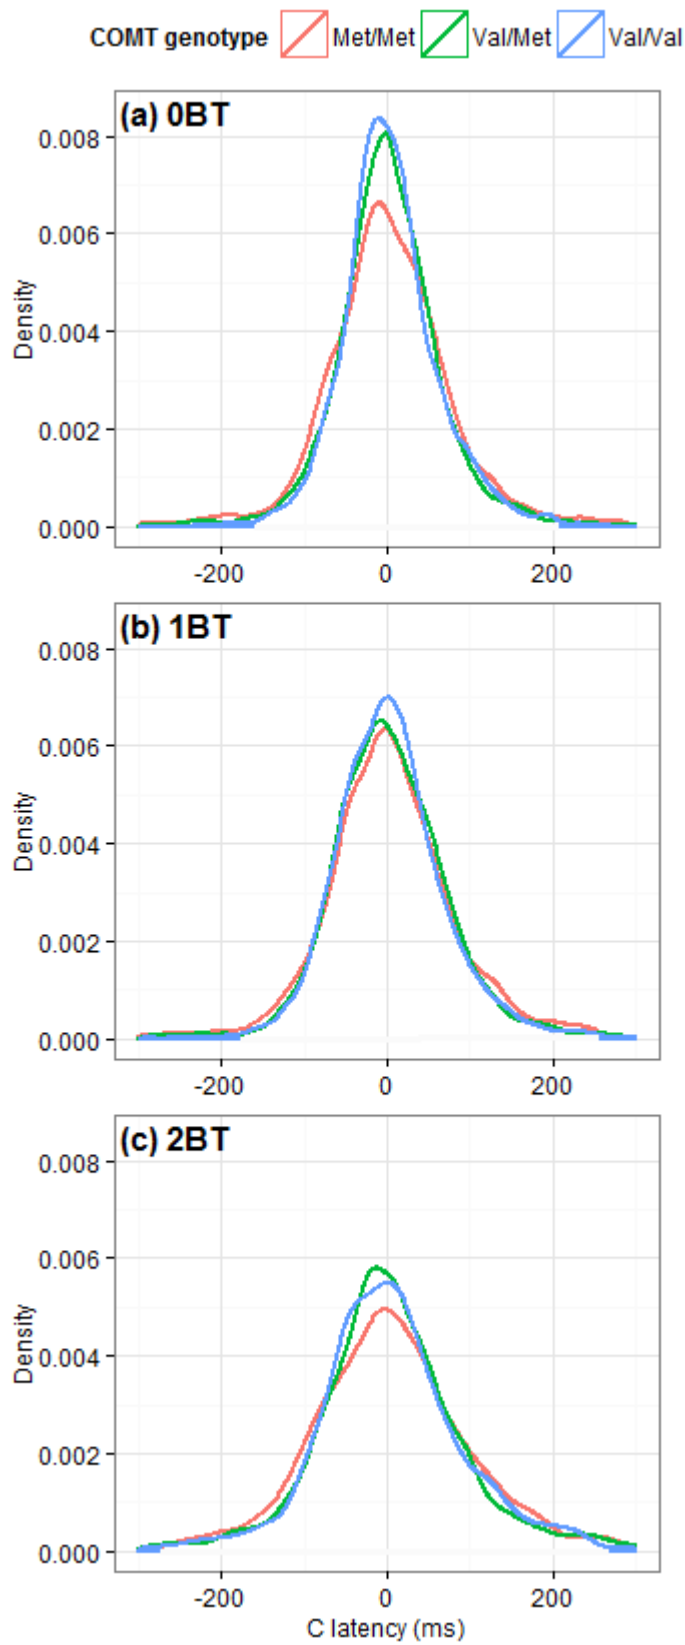 COMT genotype Met/Met Val/Met Val/Val
(a) 0BT
0.008
0.006
0.004
0.002
0.000
Density
-200 0 200
(b) 1BT
0.008
0.006
0.004
0.002
0.000
Density
-200 0 200
(c) 2BT
0.008
0.006
0.004
0.002
0.000
Density
-200 0 200
C latency (ms)